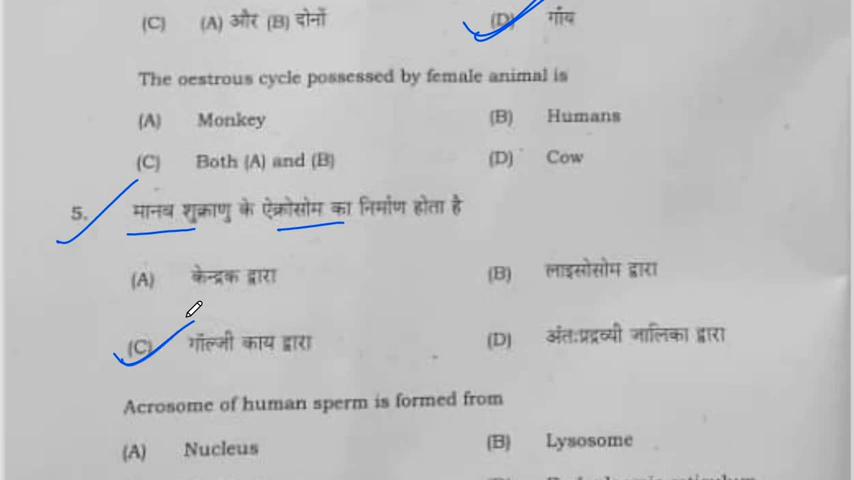 (C) (A) और (B) दोनों (D) गाय
The oestrous cycle possessed by female animal is
(A) Monkey (B) Humans
(C) Both (A) and (B) (D) Cow
5. मानव शुक्राणु के ऐक्रोसोम का निर्माण होता है
(A) केन्द्रक द्वारा (B) लाइसोसोम द्वारा
(C) गॉल्जी काय द्वारा (D) अंतःप्रद्रव्यी जालिका द्वारा
Acrosome of human sperm is formed from
(A) Nucleus (B) Lysosome
reticulum